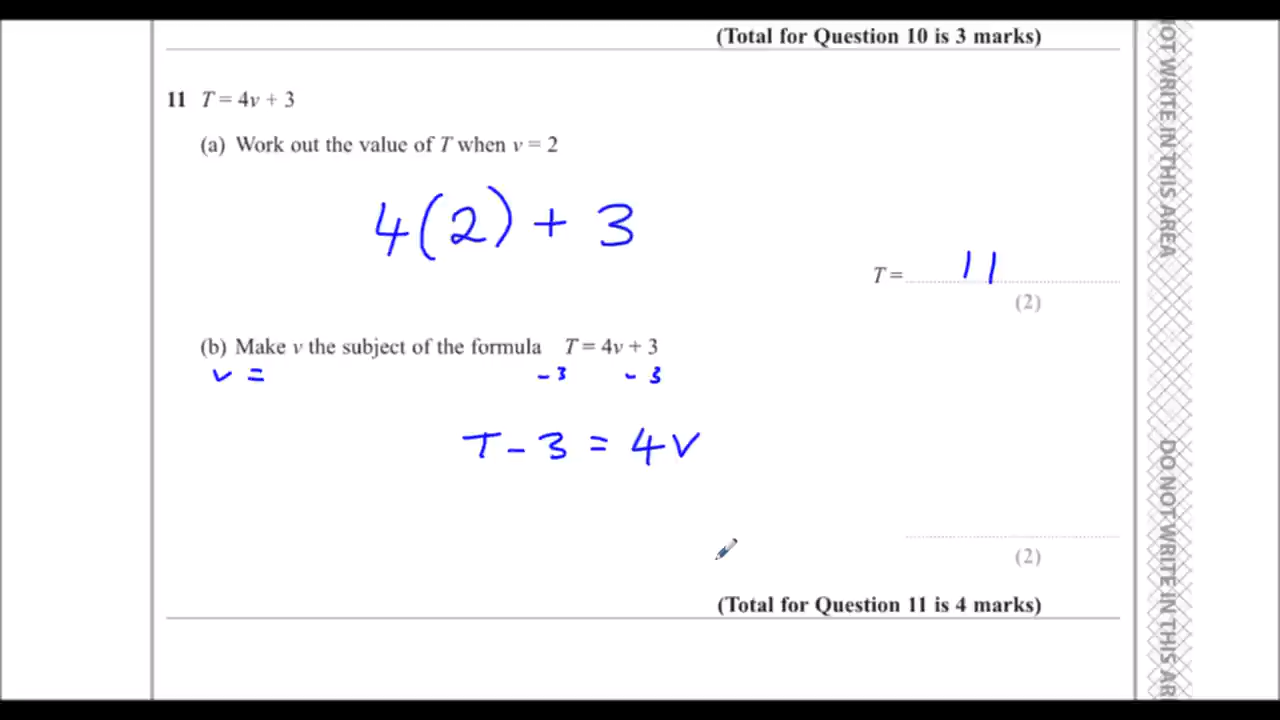 (Total for Question 10 is 3 marks)
11 T = 4v + 3
(a) Work out the value of T when v = 2
4(2) + 3
T = 11
(2)
(b) Make v the subject of the formula T = 4v + 3
v = -3 -3
T - 3 = 4v
(2)
(Total for Question 11 is 4 marks)
NOT WRITE IN THIS AREA
DO NOT WRITE IN THIS AR